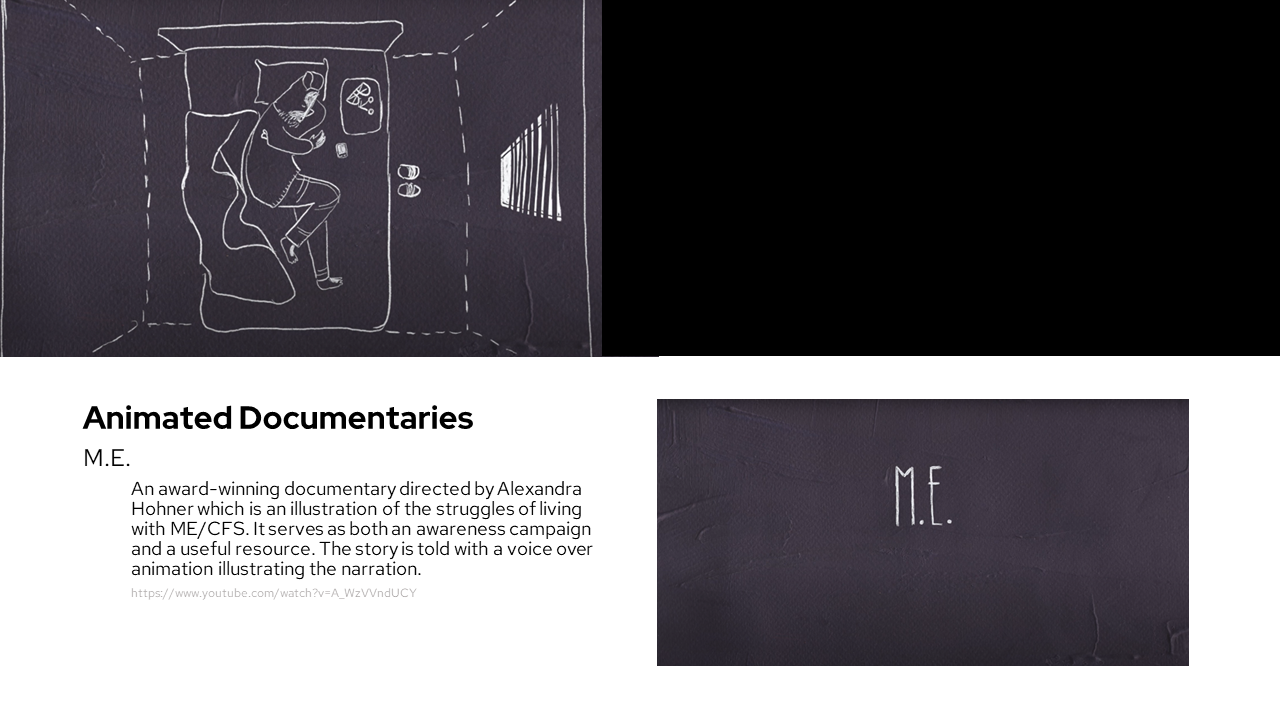 Animated Documentaries
M.E.
An award-winning documentary directed by Alexandra
Hohner which is an illustration of the struggles of living
with ME/CFS. It serves as both an awareness campaign
and a useful resource. The story is told with a voice over
animation illustrating the narration.
https://www.youtube.com/watch?v=A_WzVVndUCY
M.E.